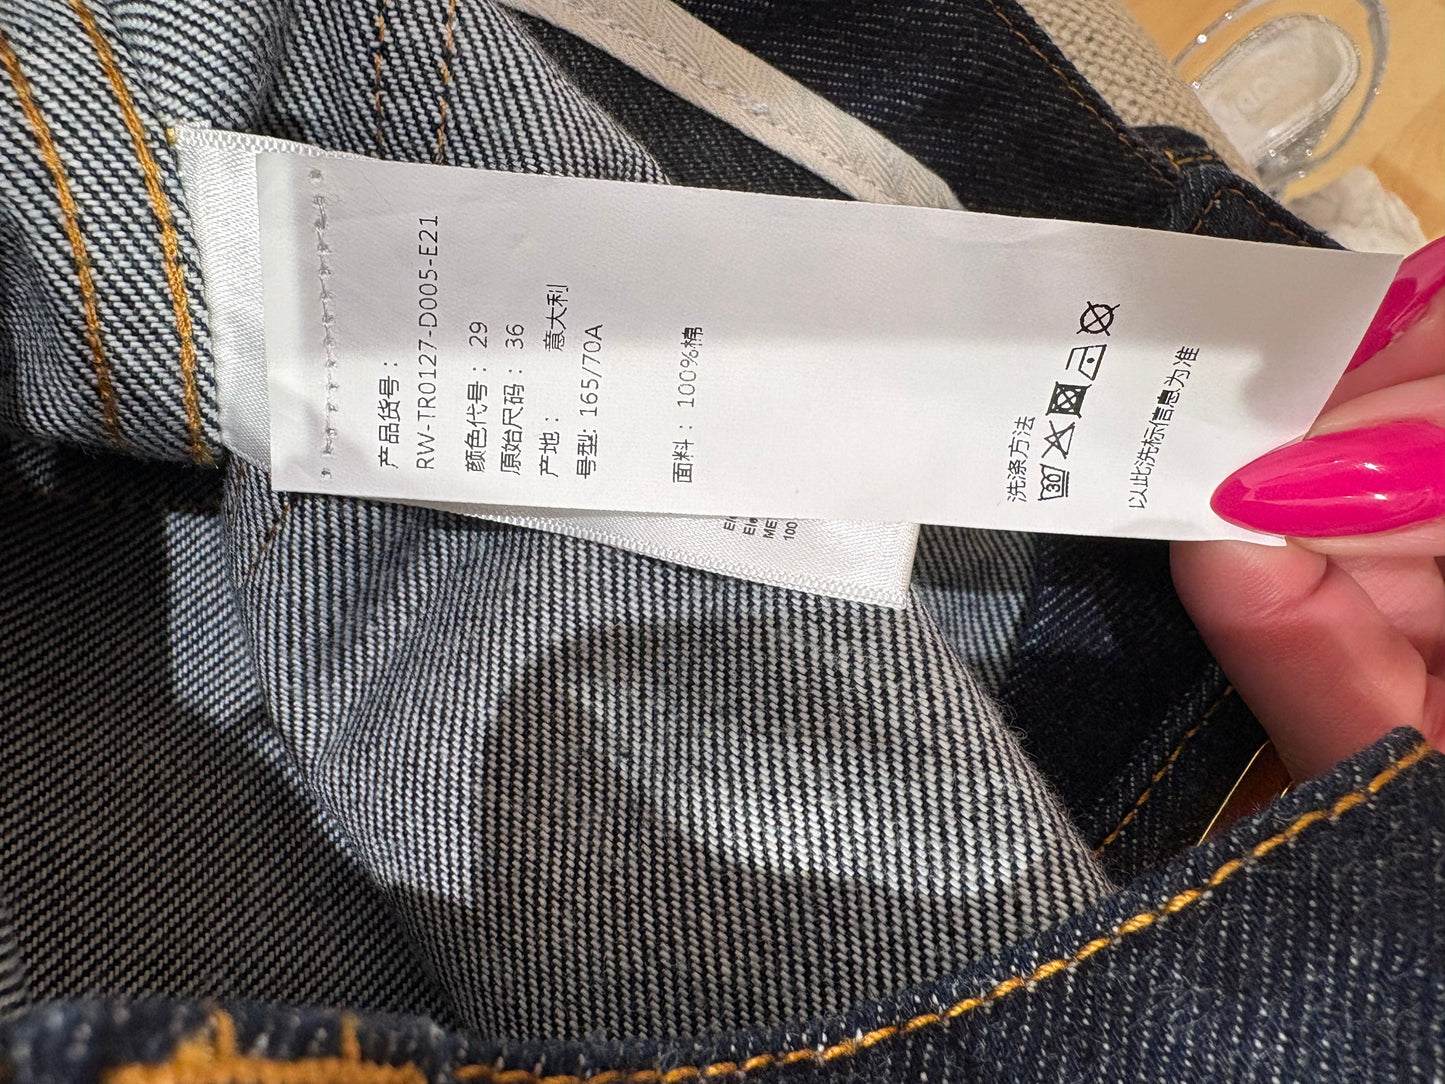 产品货号：
RW-TR0127-D005-E21
颜色代号： 29
原始尺码： 36
产地： 意大利
号型: 165/70A
面料： 100%棉
洗涤方法
30
以此洗标信息为准
100